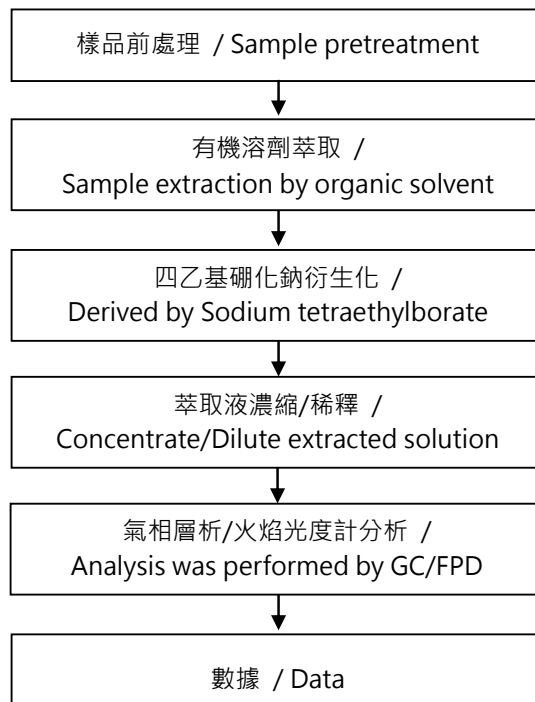 樣品前處理 / Sample pretreatment
有機溶劑萃取 /
Sample extraction by organic solvent
四乙基硼化鈉衍生化 /
Derived by Sodium tetraethylborate
萃取液濃縮/稀釋 /
Concentrate/Dilute extracted solution
氣相層析/火焰光度計分析 /
Analysis was performed by GC/FPD
數據 / Data